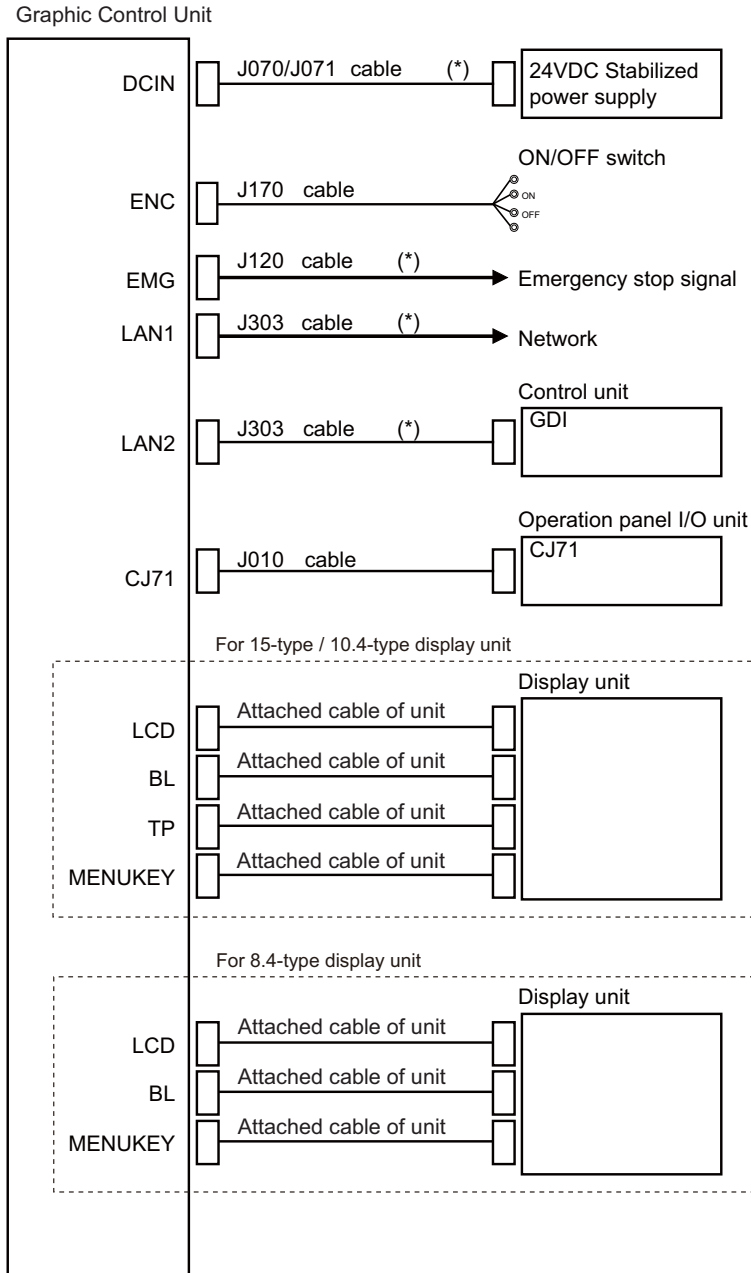 Graphic Control Unit
DCIN
J070/J071 cable (*)
24VDC Stabilized
power supply
ON/OFF switch
ENC
J170 cable
ON
OFF
EMG
J120 cable (*)
Emergency stop signal
LAN1
J303 cable (*)
Network
Control unit
LAN2
J303 cable (*)
GDI
Operation panel I/O unit
CJ71
J010 cable
CJ71
For 15-type / 10.4-type display unit
Display unit
LCD
Attached cable of unit
BL
Attached cable of unit
TP
Attached cable of unit
MENUKEY
Attached cable of unit
For 8.4-type display unit
Display unit
LCD
Attached cable of unit
BL
Attached cable of unit
MENUKEY
Attached cable of unit